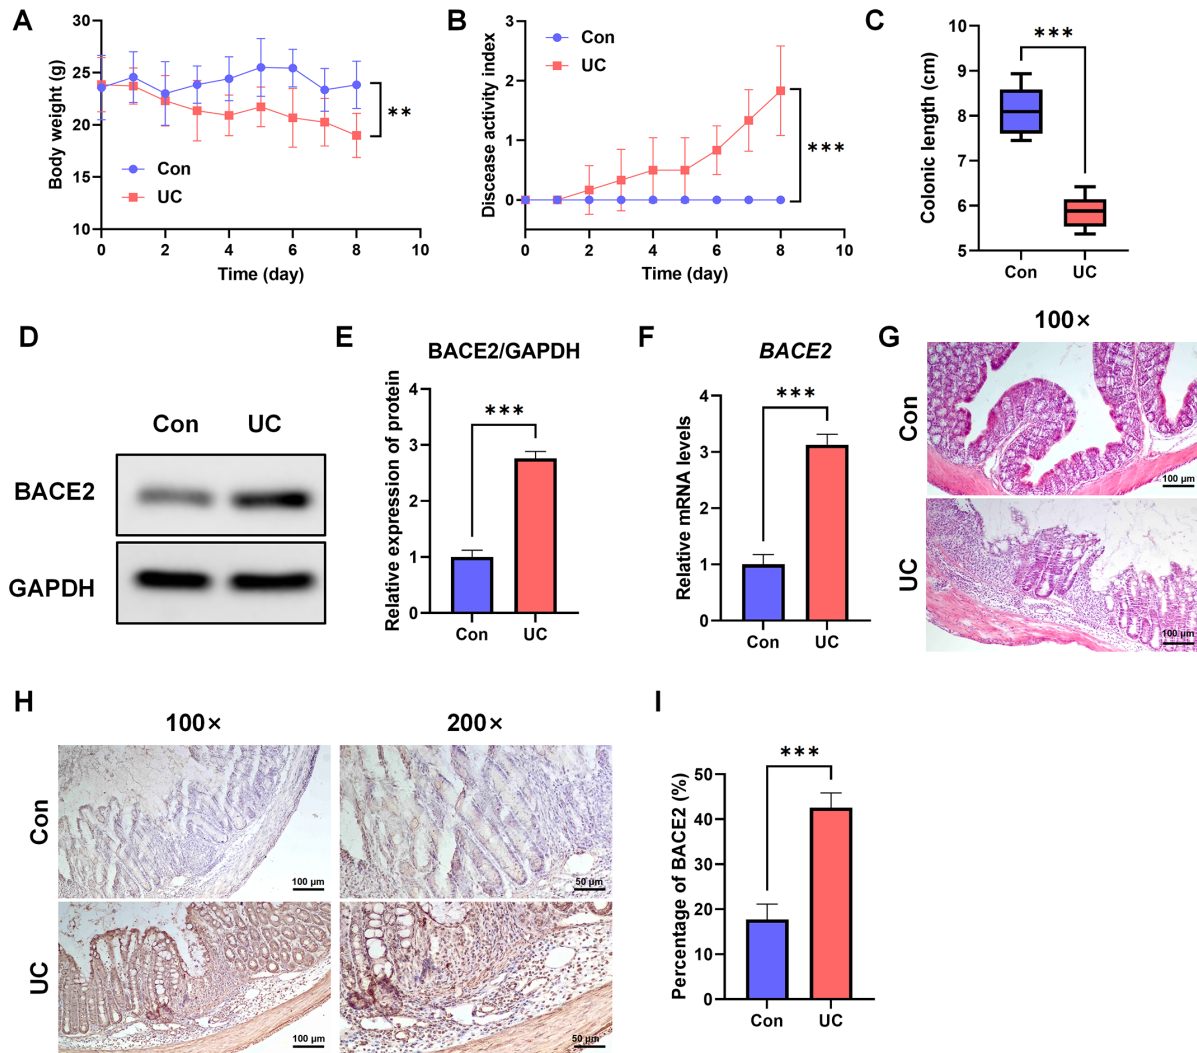 A
Body weight (g)
30
25
20
15
10
Con
UC
**
0 2 4 6 8 10
Time (day)
B
Discease activity index
4
3
2
1
0
Con
UC
***
0 2 4 6 8 10
Time (day)
C
Colonic length (cm)
10
9
8
7
6
5
***
Con UC
D
Con UC
BACE2
GAPDH
E
BACE2/GAPDH
Relative expression of protein
4
3
2
1
0
***
Con UC
F
BACE2
Relative mRNA levels
4
3
2
1
0
***
Con UC
G
100×
Con
100 μm
UC
100 μm
H
100× 200×
Con
100 μm 50 μm
UC
100 μm 50 μm
I
Percentage of BACE2 (%)
50
40
30
20
10
0
***
Con UC